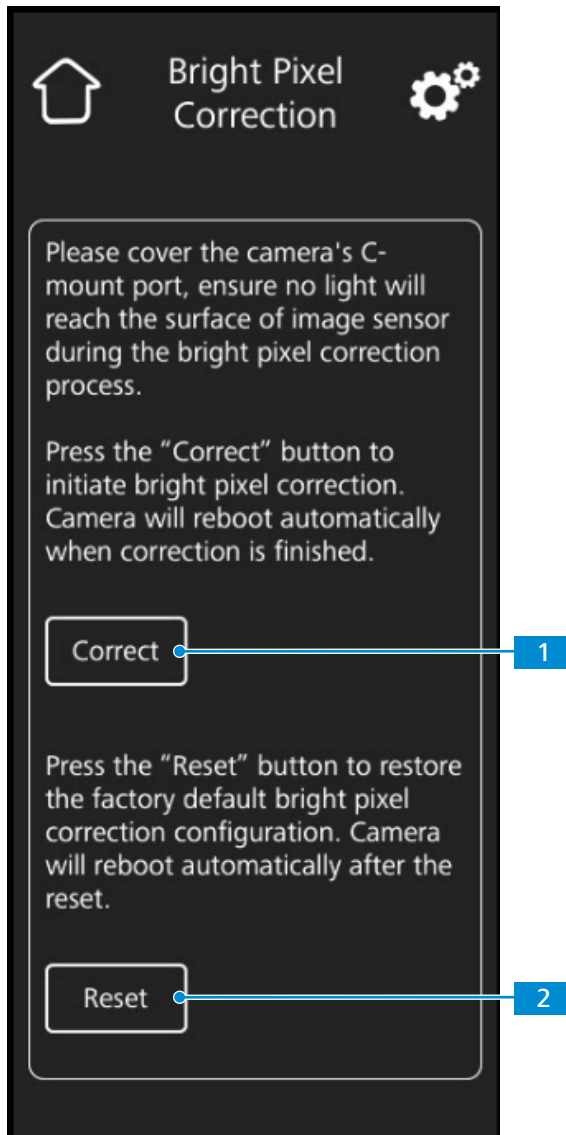 Bright Pixel
Correction
Please cover the camera's C-
mount port, ensure no light will
reach the surface of image sensor
during the bright pixel correction
process.
Press the “Correct” button to
initiate bright pixel correction.
Camera will reboot automatically
when correction is finished.
Correct
1
Press the “Reset” button to restore
the factory default bright pixel
correction configuration. Camera
will reboot automatically after the
reset.
Reset
2